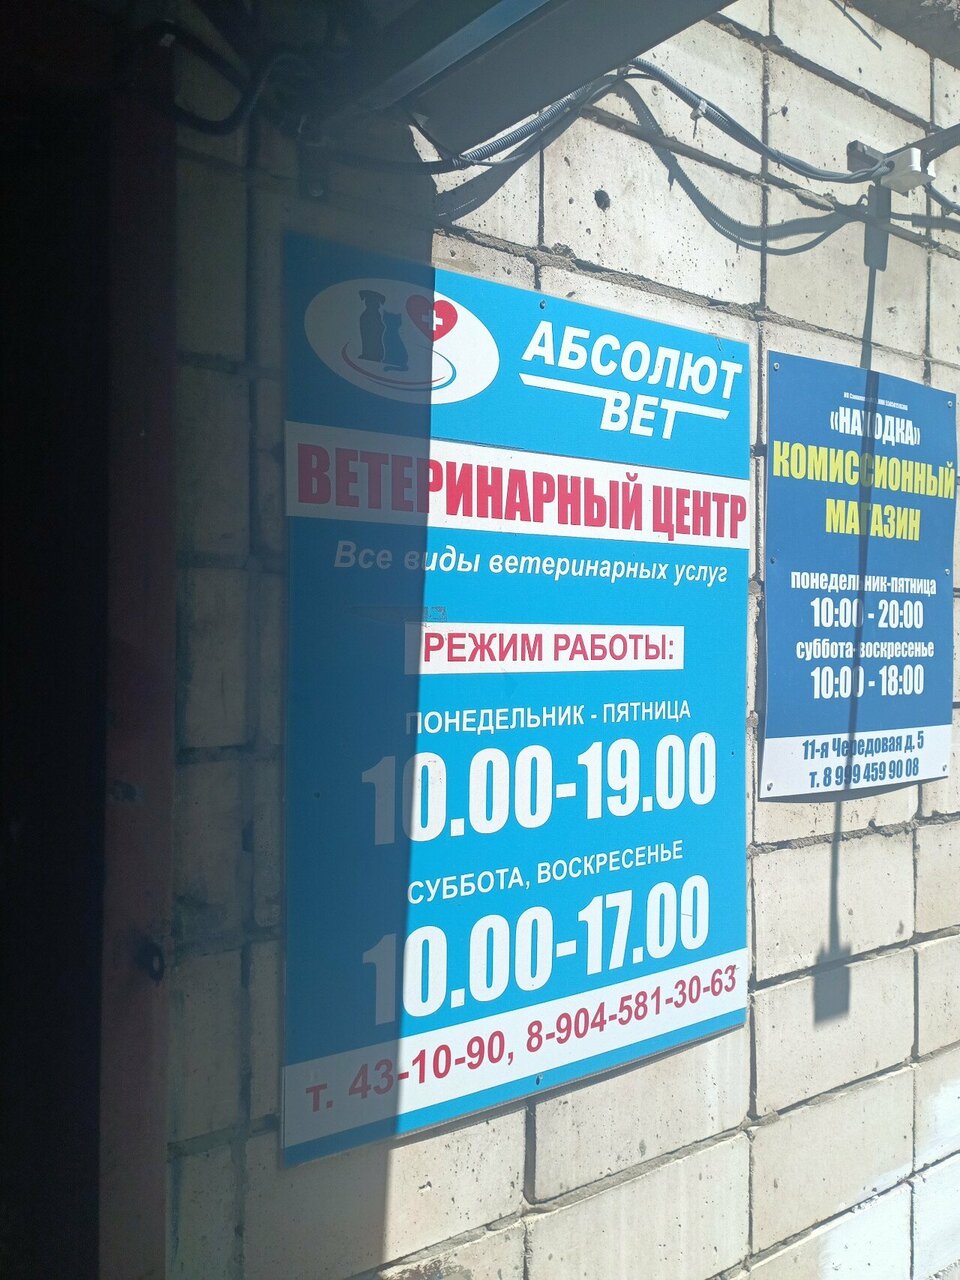 АБСОЛЮТ
ВЕТ
ВЕТЕРИНАРНЫЙ ЦЕНТР
Все виды ветеринарных услуг
РЕЖИМ РАБОТЫ:
ПОНЕДЕЛЬНИК - ПЯТНИЦА
10.00-19.00
СУББОТА, ВОСКРЕСЕНЬЕ
10.00-17.00
т. 43-10-90, 8-904-581-30-63
«НАХОДКА»
КОМИССИОННЫЙ
МАГАЗИН
понедельник-пятница
10:00 - 20:00
суббота-воскресенье
10:00 - 18:00
11-я Чередовая д. 5
т. 8 999 459 90 08